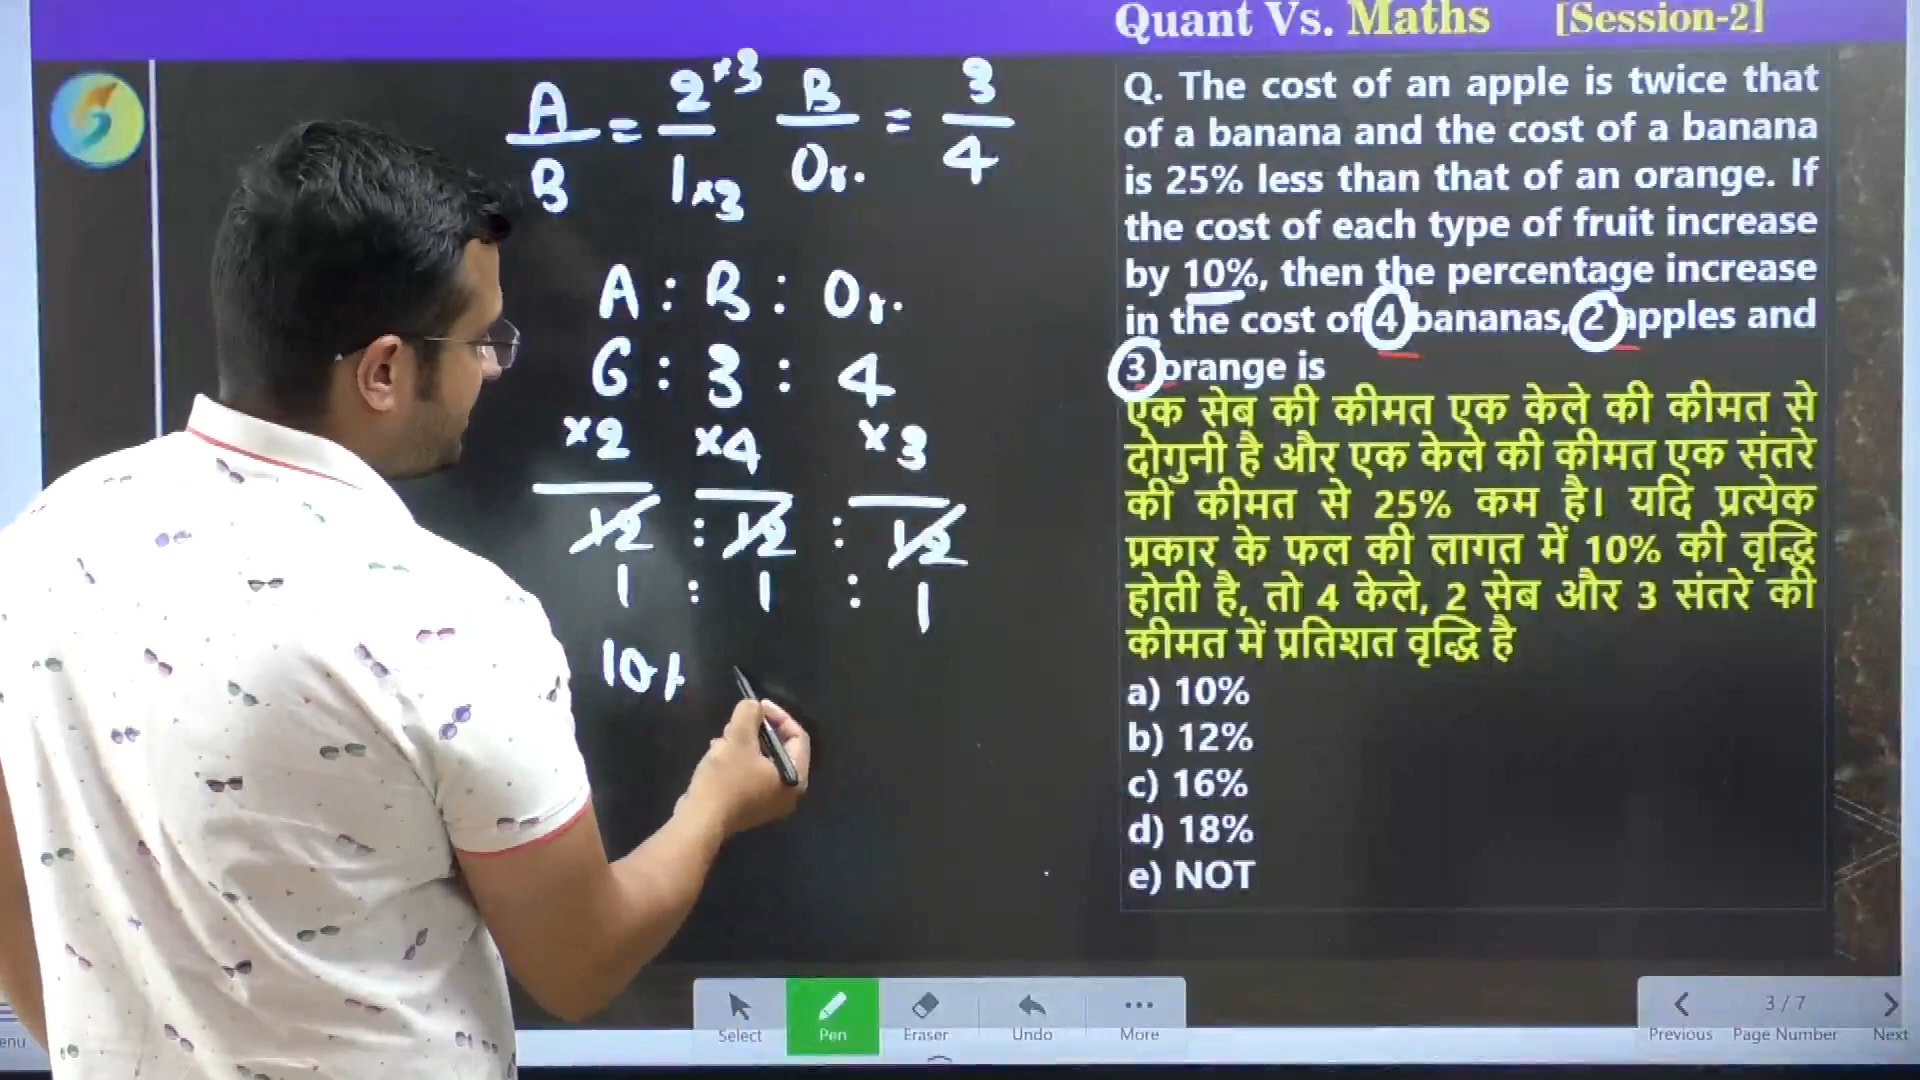 Quant Vs. Maths [Session-2]
A/B = 2×3/1×3 B/Or. = 3/4
A : B : Or.
6 : 3 : 4
×2 ×4 ×3
12 : 12 : 12
1 : 1 : 1
10%
Q. The cost of an apple is twice that
of a banana and the cost of a banana
is 25% less than that of an orange. If
the cost of each type of fruit increase
by 10%, then the percentage increase
in the cost of 4 bananas, 2 apples and
3 orange is
एक सेब की कीमत एक केले की कीमत से
दोगुनी है और एक केले की कीमत एक संतरे
की कीमत से 25% कम है। यदि प्रत्येक
प्रकार के फल की लागत में 10% की वृद्धि
होती है, तो 4 केले, 2 सेब और 3 संतरे की
कीमत में प्रतिशत वृद्धि है
a) 10%
b) 12%
c) 16%
d) 18%
e) NOT
Select Pen Eraser Undo More
3 / 7
Previous Page Number Next